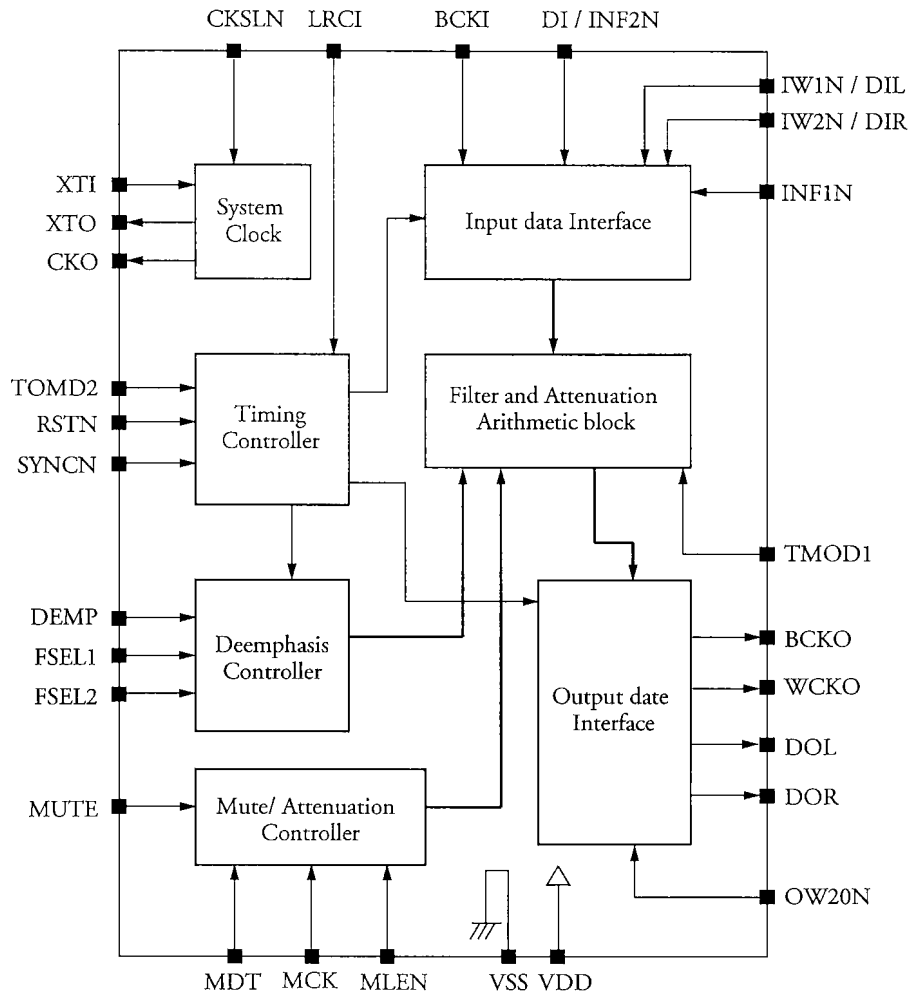 CKSLN LRCI BCKI DI / INF2N
IW1N / DIL
IW2N / DIR
XTI
System
Clock
Input data Interface
INF1N
XTO
CKO
TOMD2
Timing
Controller
Filter and Attenuation
Arithmetic block
RSTN
SYNCN
TMOD1
DEMP
Deemphasis
Controller
FSEL1
FSEL2
Output date
Interface
BCKO
WCKO
DOL
DOR
MUTE
Mute/ Attenuation
Controller
OW20N
MDT MCK MLEN VSS VDD